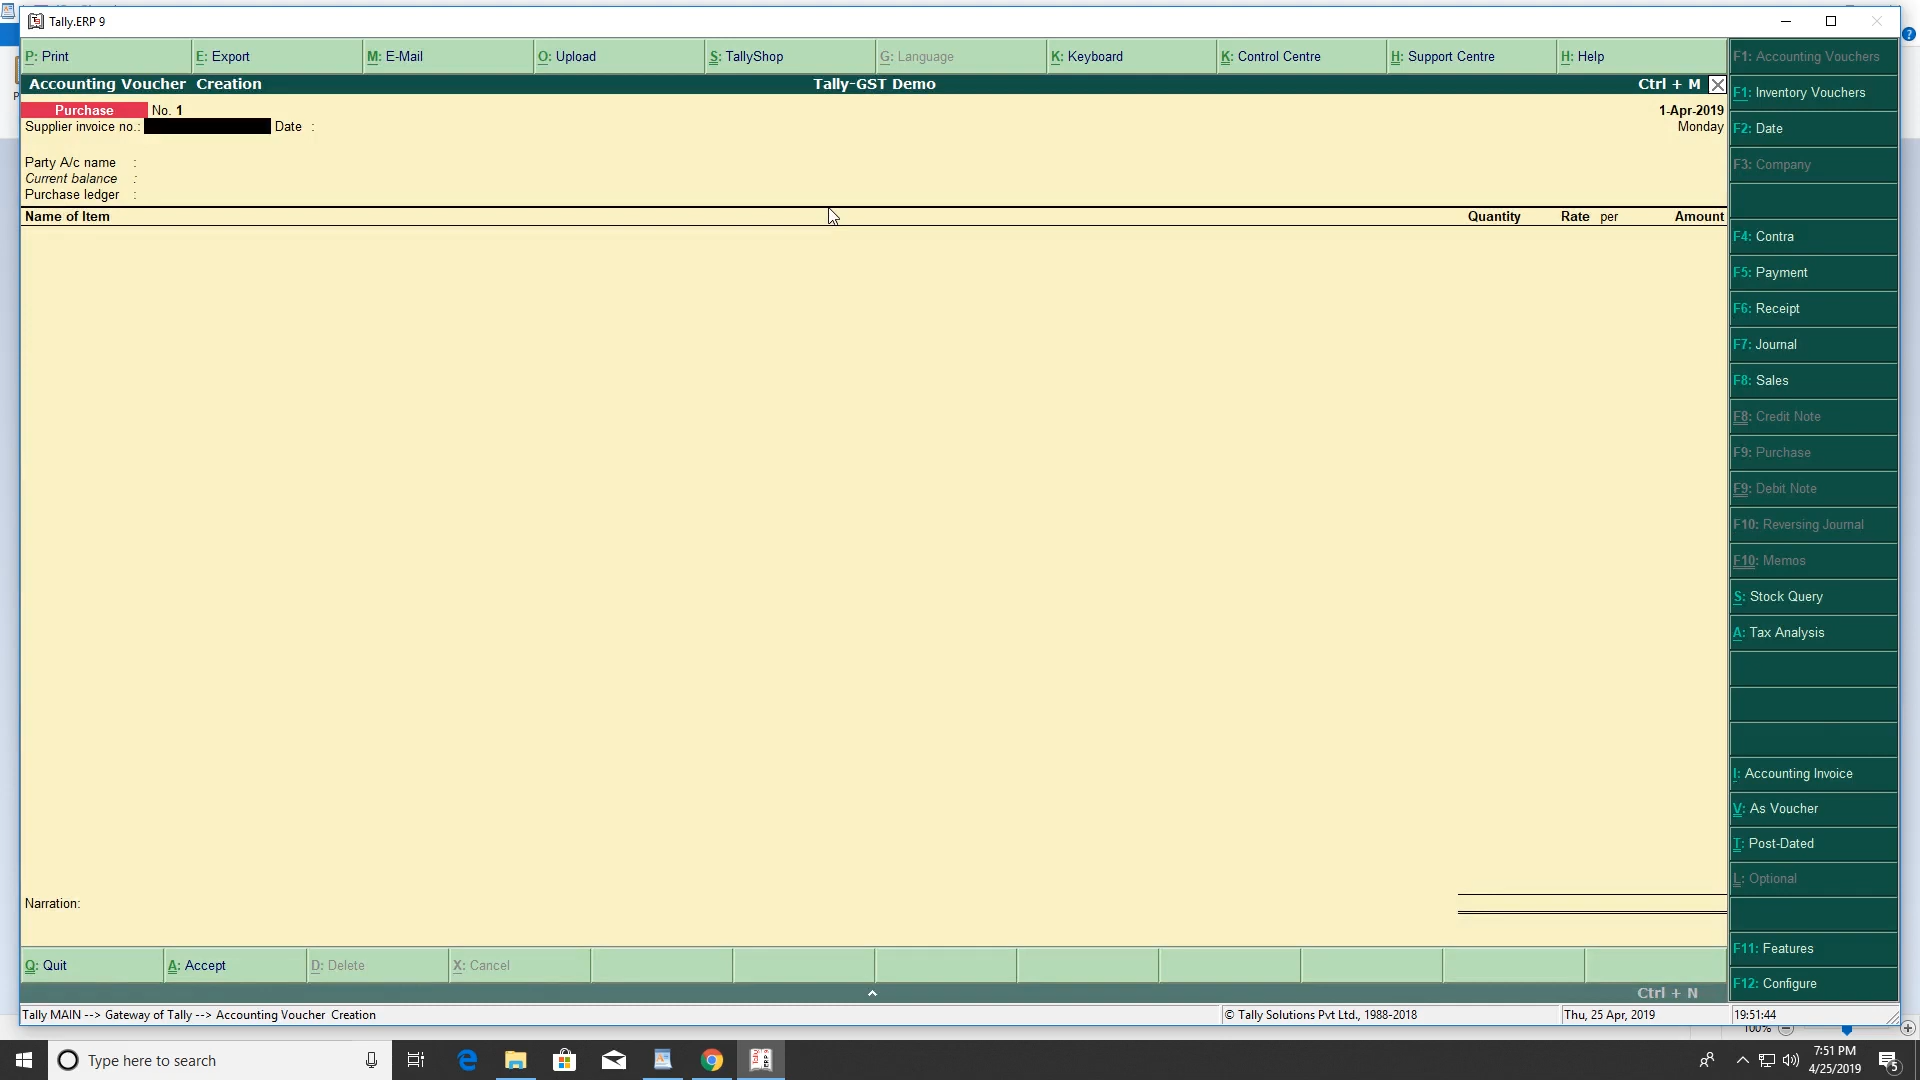 Tally.ERP 9
P: Print E: Export M: E-Mail O: Upload S: TallyShop G: Language K: Keyboard K: Control Centre H: Support Centre H: Help
Accounting Voucher Creation Tally-GST Demo Ctrl + M
Purchase No. 1 1-Apr-2019
Supplier invoice no.: Date : Monday
Party A/c name :
Current balance :
Purchase ledger :
Name of Item Quantity Rate per Amount
F1: Accounting Vouchers
F1: Inventory Vouchers
F2: Date
F3: Company
F4: Contra
F5: Payment
F6: Receipt
F7: Journal
F8: Sales
F8: Credit Note
F9: Purchase
F9: Debit Note
F10: Reversing Journal
F10: Memos
S: Stock Query
A: Tax Analysis
I: Accounting Invoice
V: As Voucher
T: Post-Dated
L: Optional
F11: Features
F12: Configure
Narration:
Q: Quit A: Accept D: Delete X: Cancel
Ctrl + N
Tally MAIN --> Gateway of Tally --> Accounting Voucher Creation © Tally Solutions Pvt Ltd., 1988-2018 Thu, 25 Apr, 2019 19:51:44
100%
Type here to search
7:51 PM
4/25/2019
5